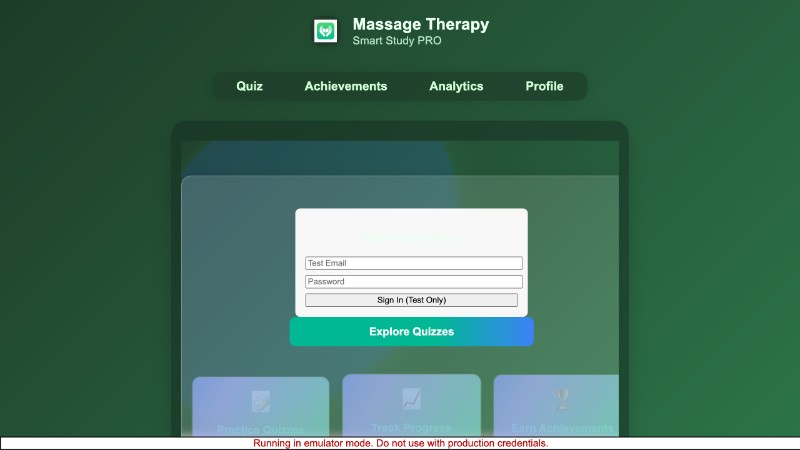 Massage Therapy
Smart Study PRO
Quiz
Achievements
Analytics
Profile
Test Email
Password
Sign In (Test Only)
Explore Quizzes
Practice Quizzes
Track Progress
Earn Achievements
Running in emulator mode. Do not use with production credentials.